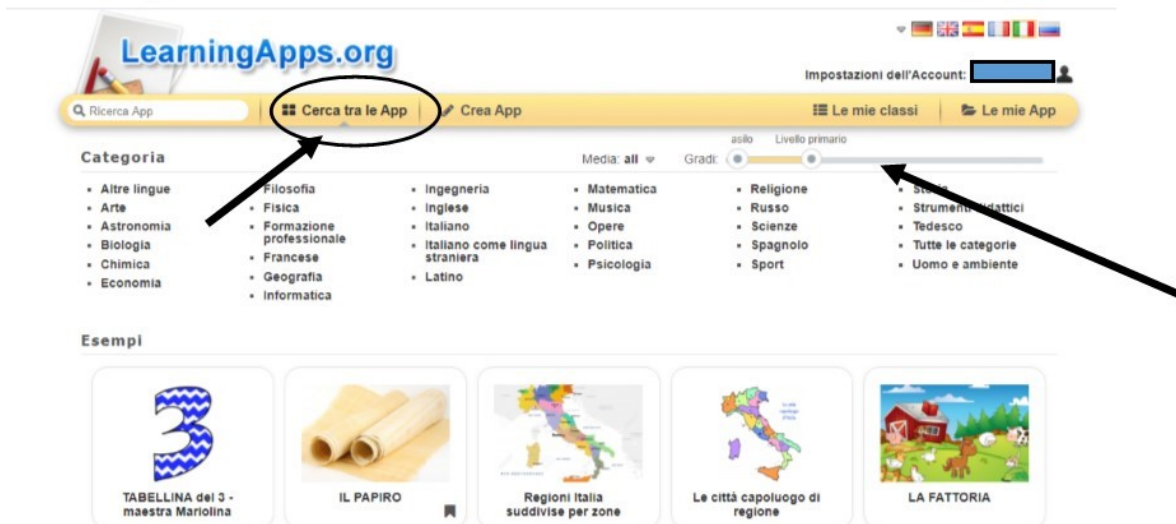 LearningApps.org
Impostazioni dell'Account:
Ricerca App
Cerca tra le App
Crea App
Le mie classi
Le mie App
Categoria
Media: all
Gradi:
asilo
Livello primario
Altre lingue
Arte
Astronomia
Biologia
Chimica
Economia
Filosofia
Fisica
Formazione
professionale
Francese
Geografia
Informatica
Ingegneria
Inglese
Italiano
Italiano come lingua
straniera
Latino
Matematica
Musica
Opere
Politica
Psicologia
Religione
Russo
Scienze
Spagnolo
Sport
Storia
Strumenti didattici
Tedesco
Tutte le categorie
Uomo e ambiente
Esempi
3
TABELLINA del 3 -
maestra Mariolina
IL PAPIRO
Regioni Italia
suddivise per zone
Le città capoluogo di
regione
LA FATTORIA